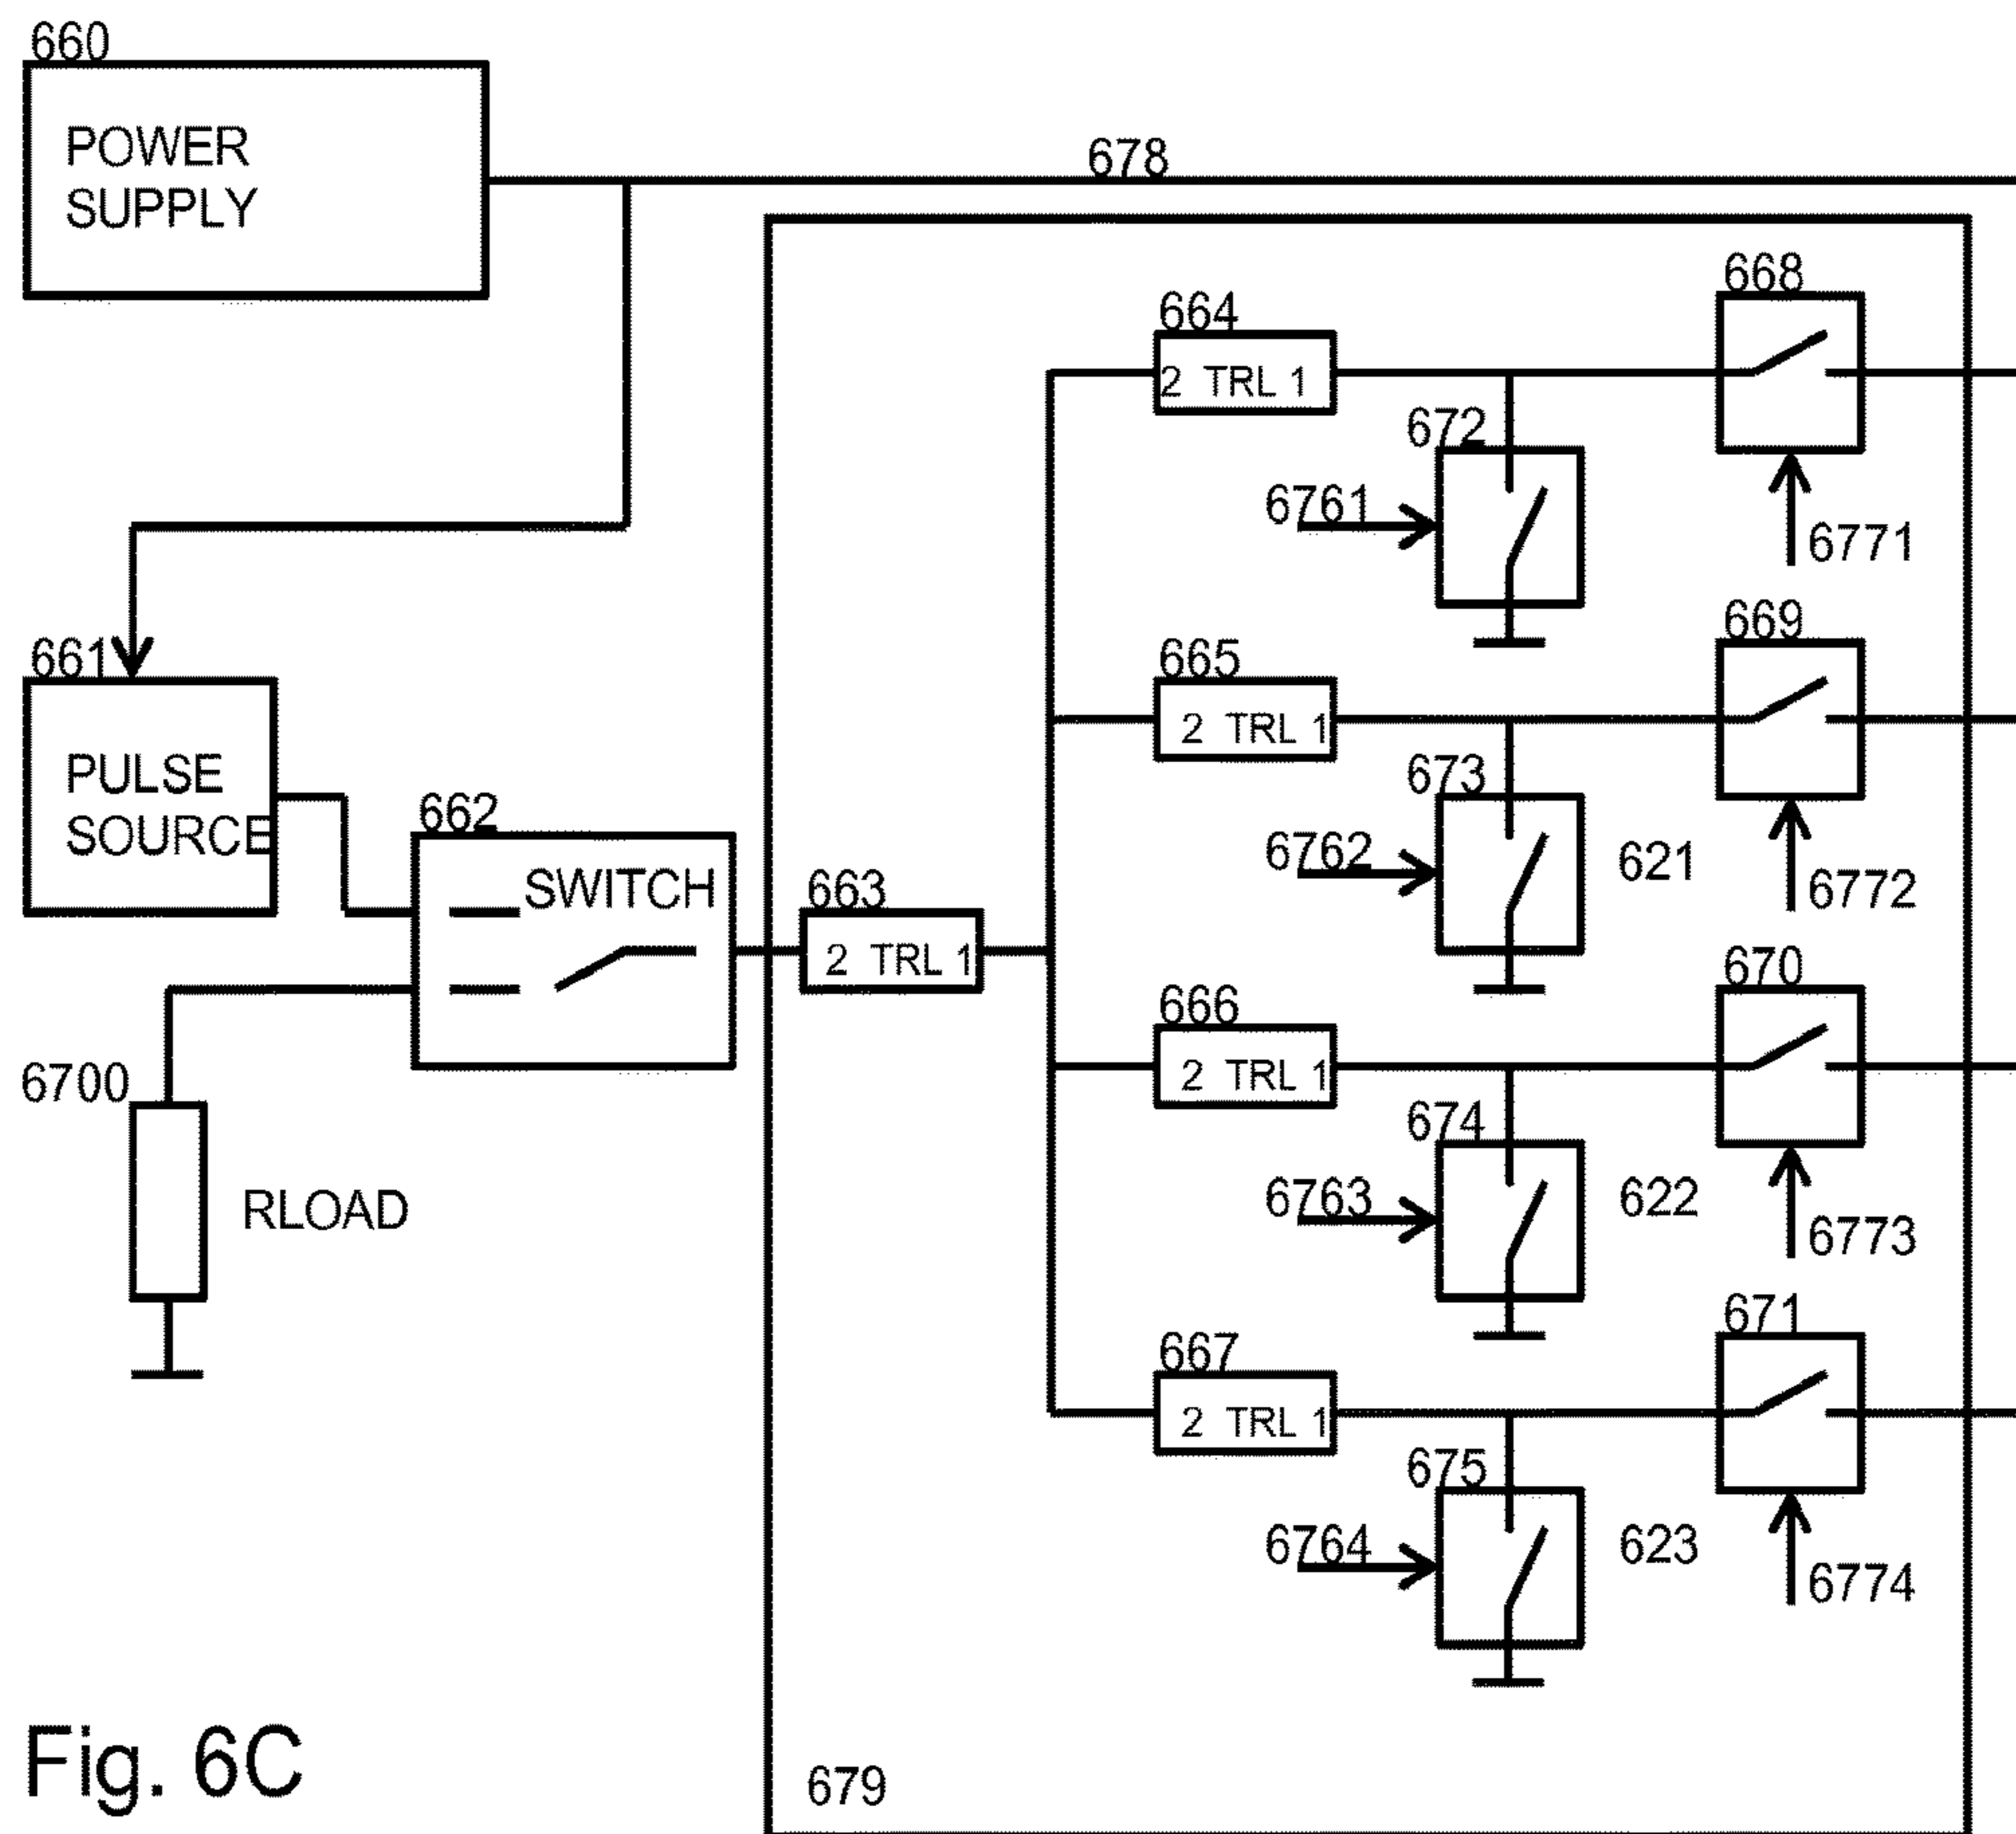 660
POWER
SUPPLY
678
668
664
2 TRL 1
672
6761
6771
661
665
669
2 TRL 1
PULSE
SOURCE
673
662
SWITCH
6762
621
6772
663
2 TRL 1
670
666
2 TRL 1
6700
674
RLOAD
6763
622
6773
671
667
2 TRL 1
675
6764
623
6774
Fig. 6C
679